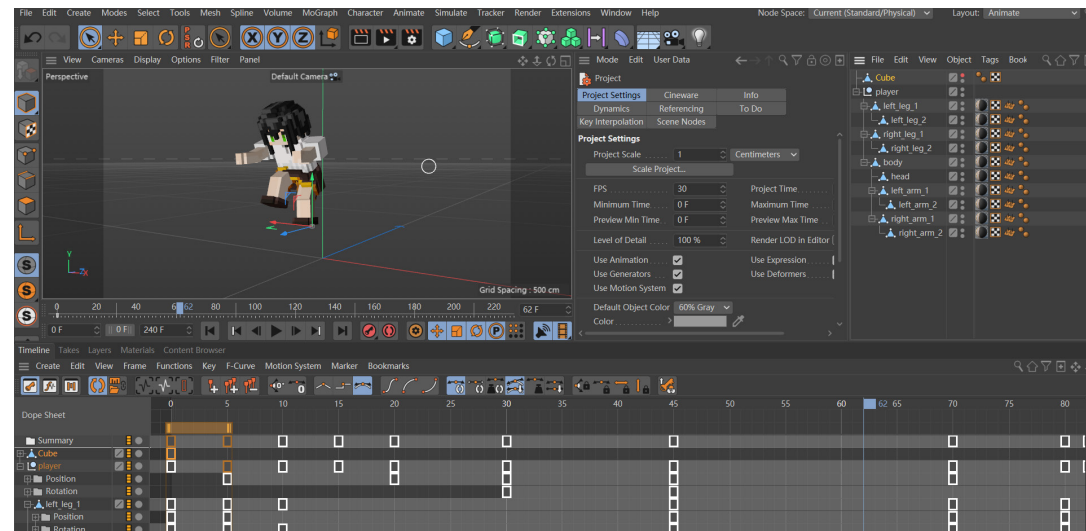 File Edit Create Modes Select Tools Mesh Spline Volume MoGraph Character Animate Simulate Tracker Render Extensions Window Help Node Space: Current (Standard/Physical) Layout: Animate
X Y Z
P
S
R
View Cameras Display Options Filter Panel
Mode Edit User Data
File Edit View Object Tags Book
Perspective
Default Camera
Project
Project Settings Cineware Info
Dynamics Referencing To Do
Key Interpolation Scene Nodes
Project Settings
Project Scale 1 Centimeters
Scale Project...
FPS 30 Project Time
Minimum Time 0 F Maximum Time
Preview Min Time 0 F Preview Max Time
Level of Detail 100 % Render LOD in Editor
Use Animation Use Expression
Use Generators Use Deformers
Use Motion System
Default Object Color 60% Gray
Color
Cube
player
left_leg_1
left_leg_2
right_leg_1
right_leg_2
body
head
left_arm_1
left_arm_2
right_arm_1
right_arm_2
Y
Z X
Grid Spacing : 500 cm
S
S
S
0 20 40 6 62 80 100 120 140 160 180 200 220 62 F
0 F 0 F 240 F
P
Timeline Takes Layers Materials Content Browser
Create Edit View Frame Functions Key F-Curve Motion System Marker Bookmarks
0 5 10 15 20 25 30 35 40 45 50 55 60 62 65 70 75 80
Dope Sheet
Summary
Cube
player
Position
Rotation
left_leg_1
Position
Rotation